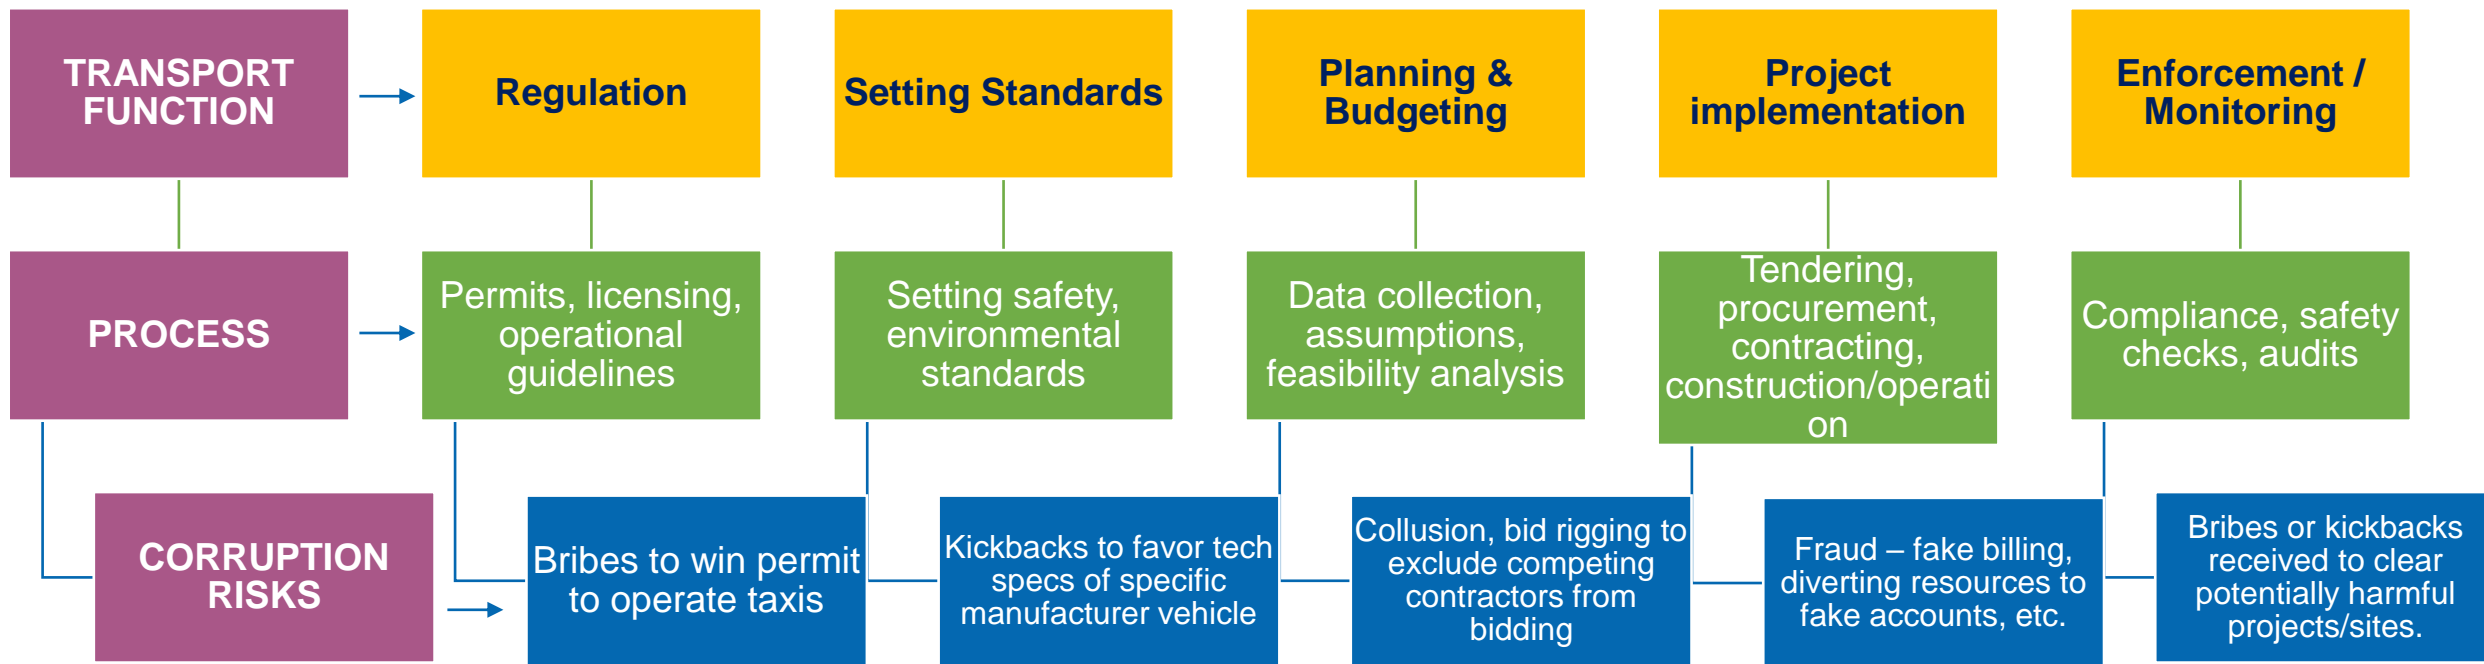 TRANSPORT
FUNCTION
Regulation
Setting Standards
Planning &
Budgeting
Project
implementation
Enforcement /
Monitoring
PROCESS
Permits, licensing,
operational
guidelines
Setting safety,
environmental
standards
Data collection,
assumptions,
feasibility analysis
Tendering,
procurement,
contracting,
construction/operati
on
Compliance, safety
checks, audits
CORRUPTION
RISKS
Bribes to win permit
to operate taxis
Kickbacks to favor tech
specs of specific
manufacturer vehicle
Collusion, bid rigging to
exclude competing
contractors from
bidding
Fraud – fake billing,
diverting resources to
fake accounts, etc.
Bribes or kickbacks
received to clear
potentially harmful
projects/sites.